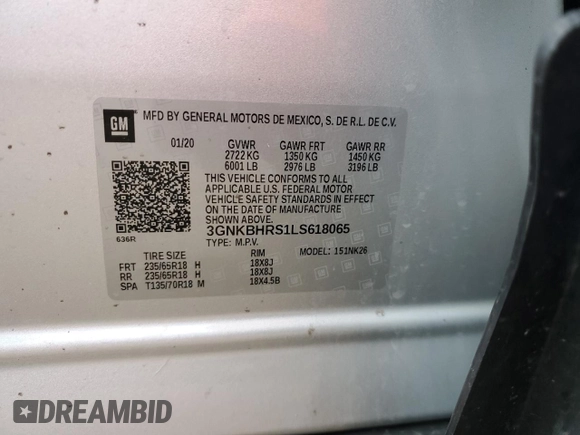 GM
MFD BY GENERAL MOTORS DE MEXICO, S. DE R.L. DE C.V.
01/20 GVWR GAWR FRT GAWR RR
2722 KG 1350 KG 1450 KG
6001 LB 2976 LB 3196 LB
THIS VEHICLE CONFORMS TO ALL
APPLICABLE U.S. FEDERAL MOTOR
VEHICLE SAFETY STANDARDS IN
EFFECT ON THE DATE OF MANUFACTURE
SHOWN ABOVE.
636R
3GNKBHRS1LS618065
TYPE: M.P.V. MODEL: 151NK26
TIRE SIZE RIM
FRT 235/65R18 H 18X8J
RR 235/65R18 H 18X8J
SPA T135/70R18 M 18X4.5B
DREAMBID